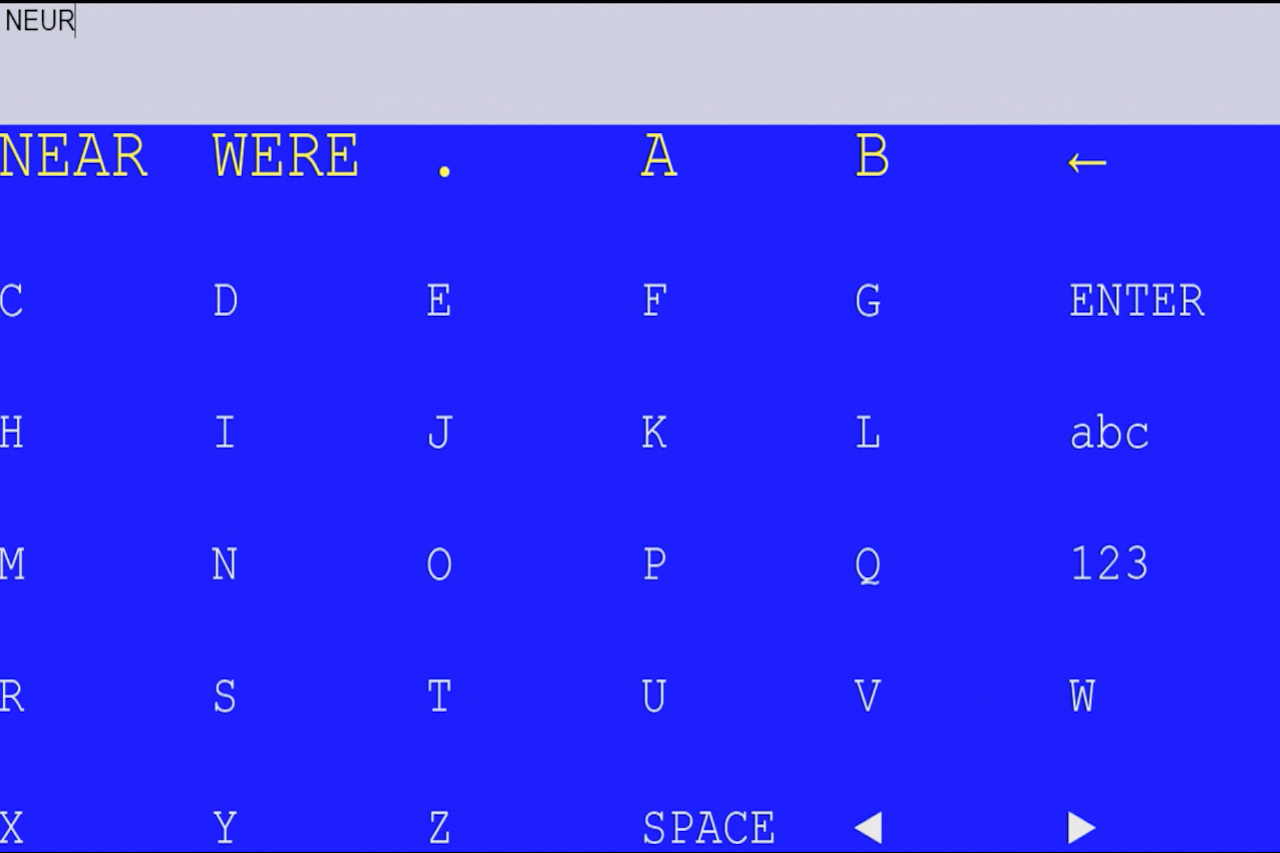 NEUR
NEAR WERE . A B ←
C D E F G ENTER
H I J K L abc
M N O P Q 123
R S T U V W
X Y Z SPACE ◀ ▶